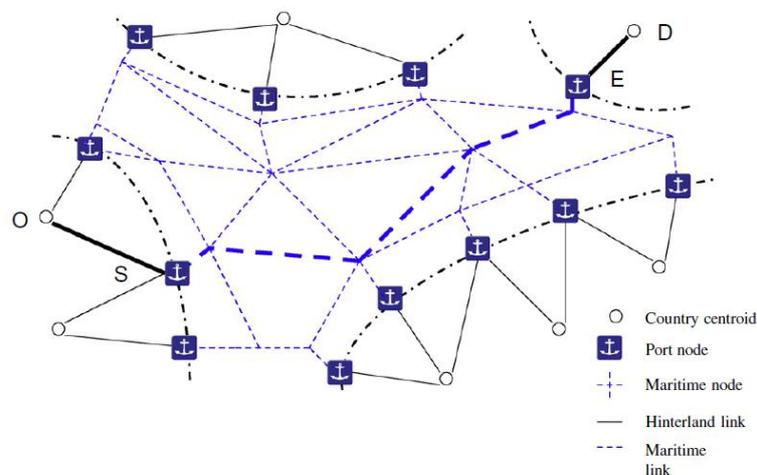 D
E
O
S
Country centroid
Port node
Maritime node
Hinterland link
Maritime
link